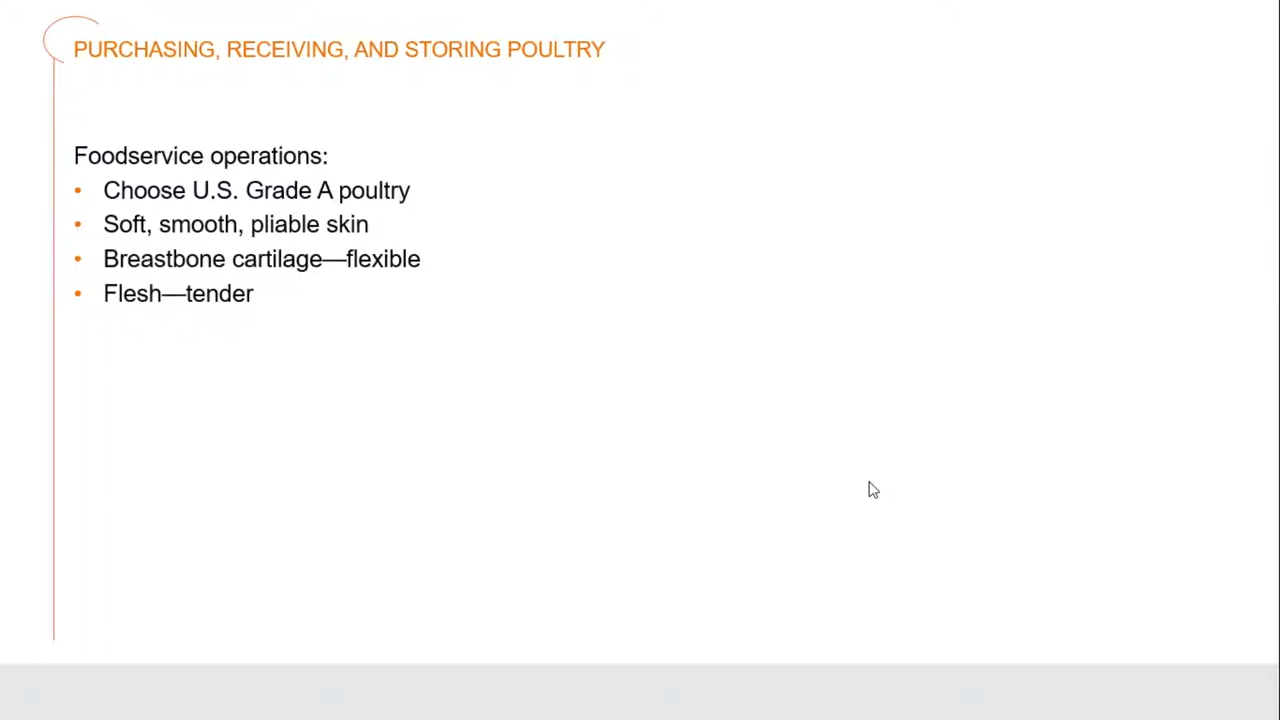 PURCHASING, RECEIVING, AND STORING POULTRY
Foodservice operations:
• Choose U.S. Grade A poultry
• Soft, smooth, pliable skin
• Breastbone cartilage—flexible
• Flesh—tender